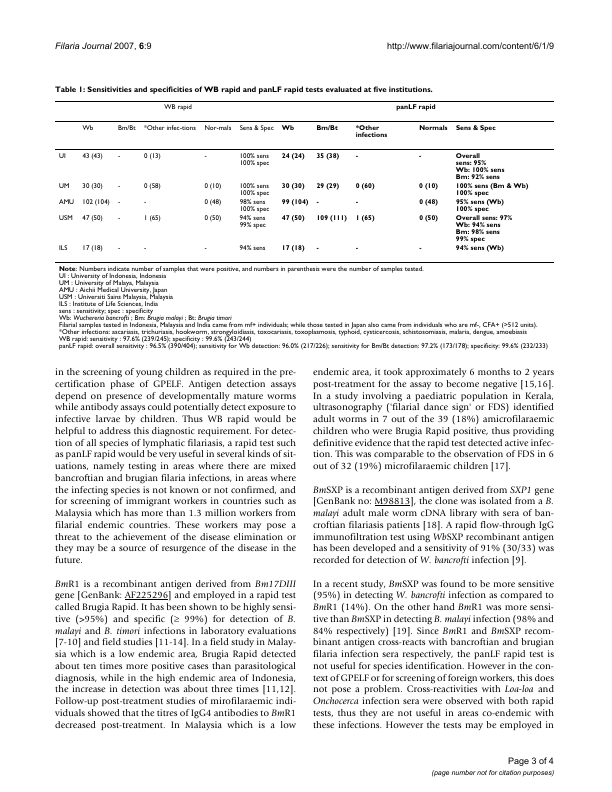 Filaria Journal 2007, 6:9
http://www.filariajournal.com/content/6/1/9
Table 1: Sensitivities and specificities of WB rapid and panLF rapid tests evaluated at five institutions.
WB rapid panLF rapid
Wb Bm/Bt *Other infec-tions Nor-mals Sens & Spec Wb Bm/Bt *Other infections Normals Sens & Spec
UI 43 (43) - 0 (13) - 100% sens 24 (24) 35 (38) - - Overall
100% spec sens: 95%
Wb: 100% sens
Bm: 92% sens
UM 30 (30) - 0 (58) 0 (10) 100% sens 30 (30) 29 (29) 0 (60) 0 (10) 100% sens (Bm & Wb)
100% spec 100% spec
AMU 102 (104) - - 0 (48) 98% sens 99 (104) - - 0 (48) 95% sens (Wb)
100% spec 100% spec
USM 47 (50) - 1 (65) 0 (50) 94% sens 47 (50) 109 (111) 1 (65) 0 (50) Overall sens: 97%
99% spec Wb: 94% sens
Bm: 98% sens
99% spec
ILS 17 (18) - - - 94% sens 17 (18) - - - 94% sens (Wb)
Note: Numbers indicate number of samples that were positive, and numbers in parenthesis were the number of samples tested.
UI : University of Indonesia, Indonesia
UM : University of Malaya, Malaysia
AMU : Aichii Medical University, Japan
USM : Universiti Sains Malaysia, Malaysia
ILS : Institute of Life Sciences, India
sens : sensitivity; spec : specificity
Wb: Wuchereria bancrofti ; Bm: Brugia malayi ; Bt: Brugia timori
Filarial samples tested in Indonesia, Malaysia and India came from mf+ individuals; while those tested in Japan also came from individuals who are mf-, CFA+ (>512 units).
*Other infections: ascariasis, trichuriasis, hookworm, strongyloidiasis, toxocariasis, toxoplasmosis, typhoid, cysticercosis, schistosomiasis, malaria, dengue, amoebiasis
WB rapid: sensitivity : 97.6% (239/245); specificity : 99.6% (243/244)
panLF rapid: overall sensitivity : 96.5% (390/404); sensitivity for Wb detection: 96.0% (217/226); sensitivity for Bm/Bt detection: 97.2% (173/178); specificity: 99.6% (232/233)
in the screening of young children as required in the pre-
certification phase of GPELF. Antigen detection assays
depend on presence of developmentally mature worms
while antibody assays could potentially detect exposure to
infective larvae by children. Thus WB rapid would be
helpful to address this diagnostic requirement. For detec-
tion of all species of lymphatic filariasis, a rapid test such
as panLF rapid would be very useful in several kinds of sit-
uations, namely testing in areas where there are mixed
bancroftian and brugian filaria infections, in areas where
the infecting species is not known or not confirmed, and
for screening of immigrant workers in countries such as
Malaysia which has more than 1.3 million workers from
filarial endemic countries. These workers may pose a
threat to the achievement of the disease elimination or
they may be a source of resurgence of the disease in the
future.
BmR1 is a recombinant antigen derived from Bm17DIII
gene [GenBank: AF225296] and employed in a rapid test
called Brugia Rapid. It has been shown to be highly sensi-
tive (>95%) and specific (≥ 99%) for detection of B.
malayi and B. timori infections in laboratory evaluations
[7-10] and field studies [11-14]. In a field study in Malay-
sia which is a low endemic area, Brugia Rapid detected
about ten times more positive cases than parasitological
diagnosis, while in the high endemic area of Indonesia,
the increase in detection was about three times [11,12].
Follow-up post-treatment studies of mirofilaraemic indi-
viduals showed that the titres of IgG4 antibodies to BmR1
decreased post-treatment. In Malaysia which is a low
endemic area, it took approximately 6 months to 2 years
post-treatment for the assay to become negative [15,16].
In a study involving a paediatric population in Kerala,
ultrasonography ('filarial dance sign' or FDS) identified
adult worms in 7 out of the 39 (18%) amicrofilaraemic
children who were Brugia Rapid positive, thus providing
definitive evidence that the rapid test detected active infec-
tion. This was comparable to the observation of FDS in 6
out of 32 (19%) microfilaraemic children [17].
BmSXP is a recombinant antigen derived from SXP1 gene
[GenBank no: M98813], the clone was isolated from a B.
malayi adult male worm cDNA library with sera of ban-
croftian filariasis patients [18]. A rapid flow-through IgG
immunofiltration test using WbSXP recombinant antigen
has been developed and a sensitivity of 91% (30/33) was
recorded for detection of W. bancrofti infection [9].
In a recent study, BmSXP was found to be more sensitive
(95%) in detecting W. bancrofti infection as compared to
BmR1 (14%). On the other hand BmR1 was more sensi-
tive than BmSXP in detecting B. malayi infection (98% and
84% respectively) [19]. Since BmR1 and BmSXP recom-
binant antigen cross-reacts with bancroftian and brugian
filaria infection sera respectively, the panLF rapid test is
not useful for species identification. However in the con-
text of GPELF or for screening of foreign workers, this does
not pose a problem. Cross-reactivities with Loa-loa and
Onchocerca infection sera were observed with both rapid
tests, thus they are not useful in areas co-endemic with
these infections. However the tests may be employed in
Page 3 of 4
(page number not for citation purposes)